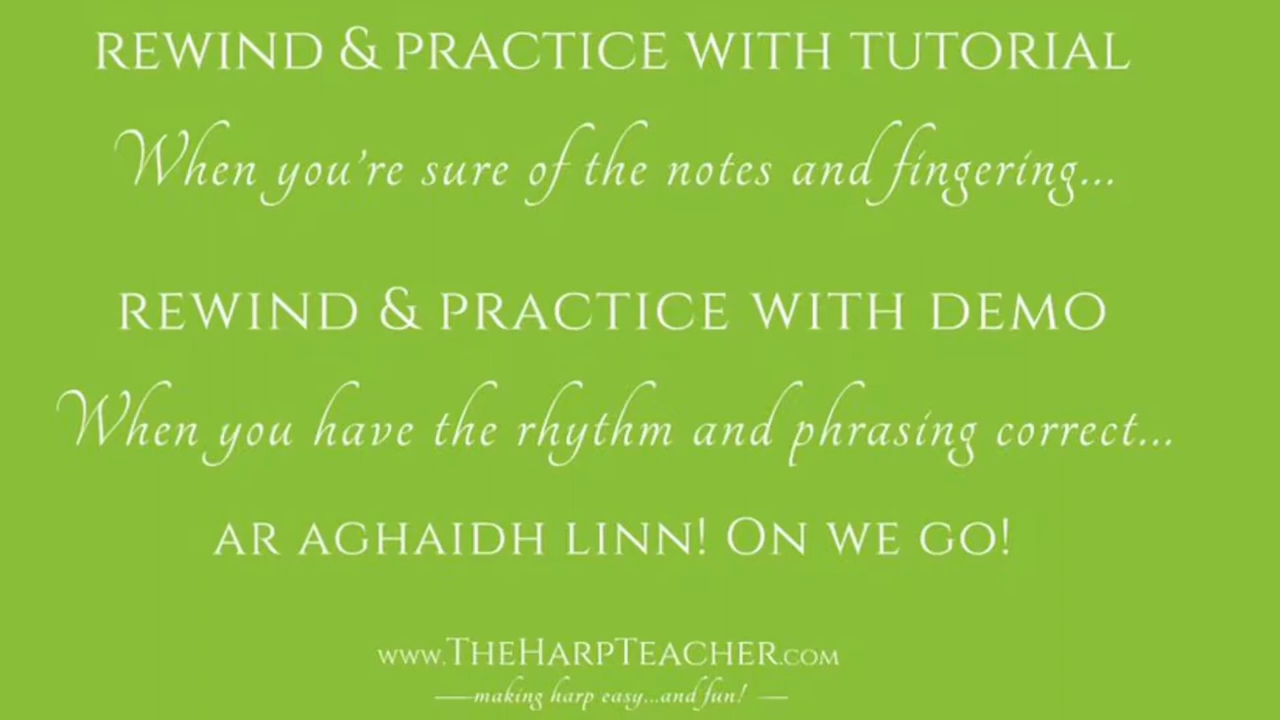 REWIND & PRACTICE WITH TUTORIAL
When you're sure of the notes and fingering...
REWIND & PRACTICE WITH DEMO
When you have the rhythm and phrasing correct...
AR AGHAIDH LINN! ON WE GO!
www.THEHARPTEACHER.COM
making harp easy...and fun!